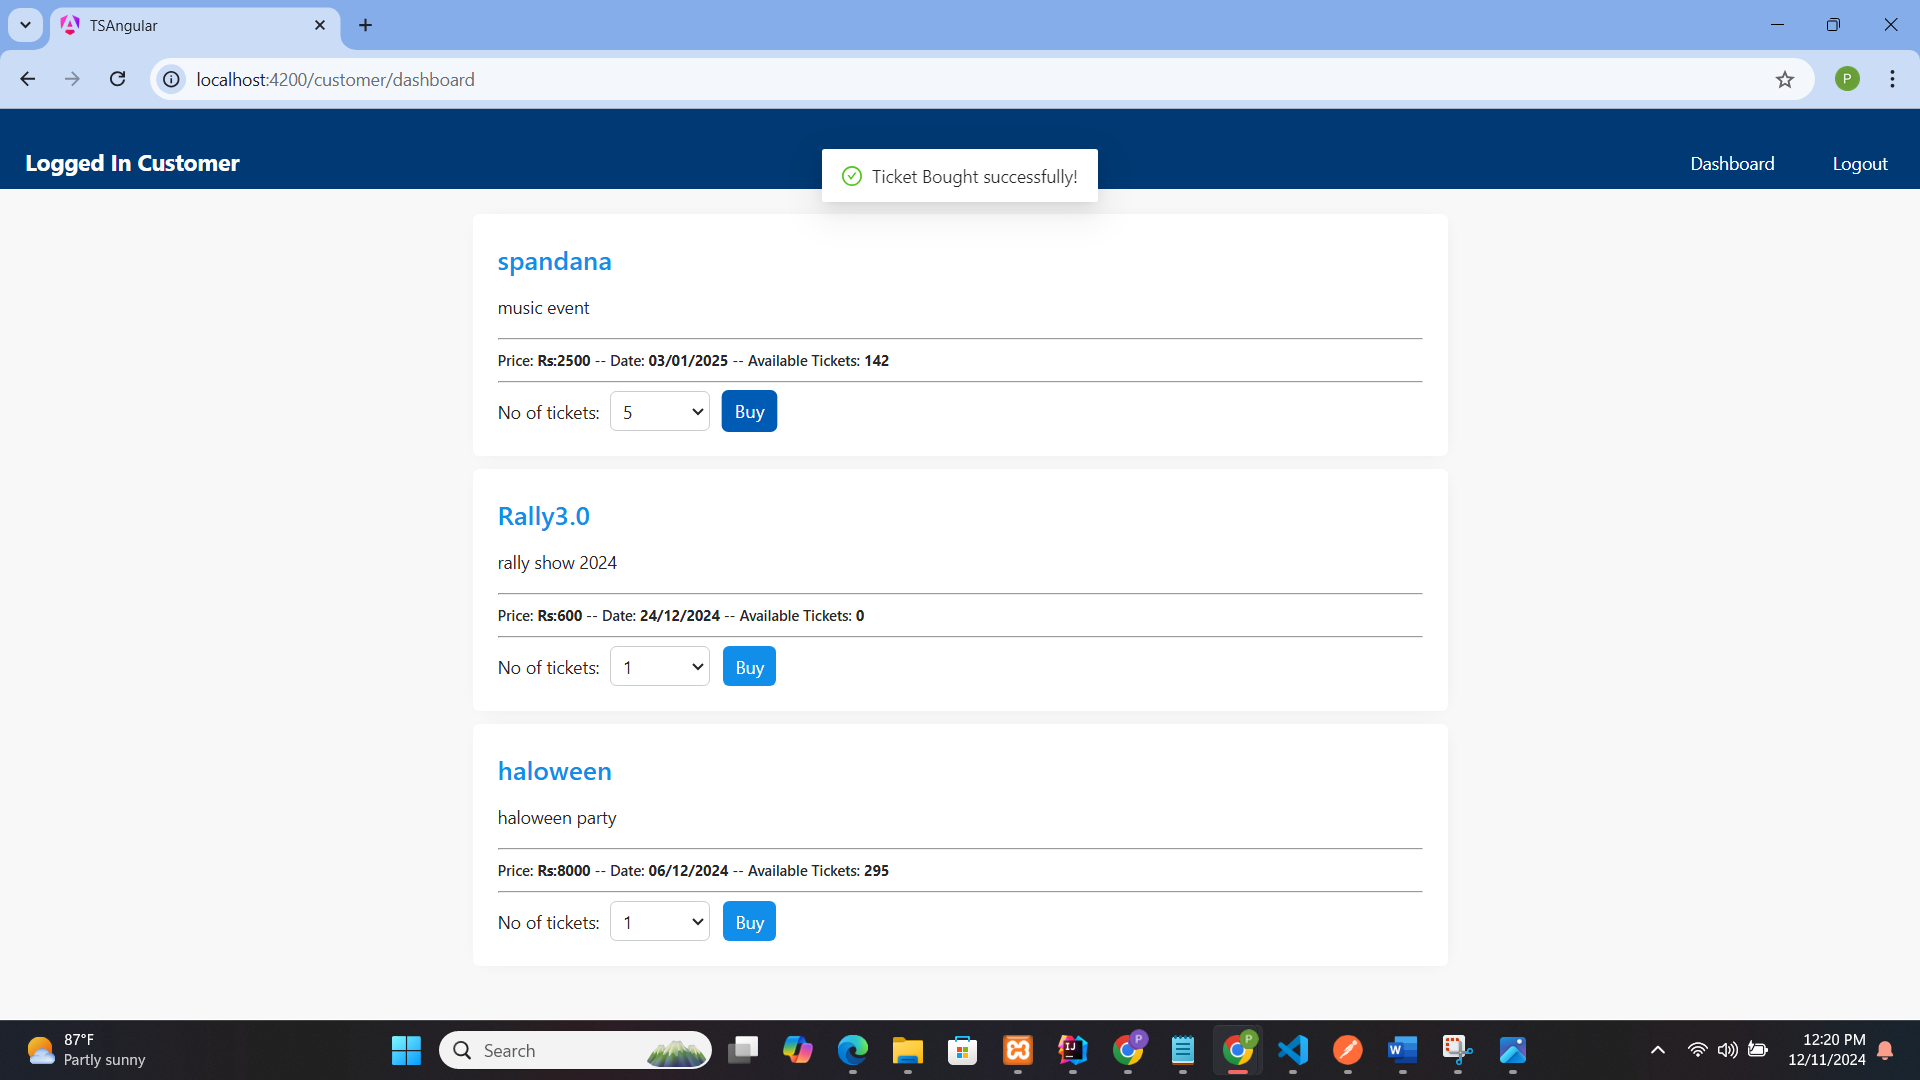 TSAngular
localhost:4200/customer/dashboard
P
Logged In Customer
Ticket Bought successfully!
Dashboard
Logout
spandana
music event
Price: Rs:2500 -- Date: 03/01/2025 -- Available Tickets: 142
No of tickets: 5 Buy
Rally3.0
rally show 2024
Price: Rs:600 -- Date: 24/12/2024 -- Available Tickets: 0
No of tickets: 1 Buy
haloween
haloween party
Price: Rs:8000 -- Date: 06/12/2024 -- Available Tickets: 295
No of tickets: 1 Buy
87°F
Partly sunny
Search
P
P
IJ
W
12:20 PM
12/11/2024